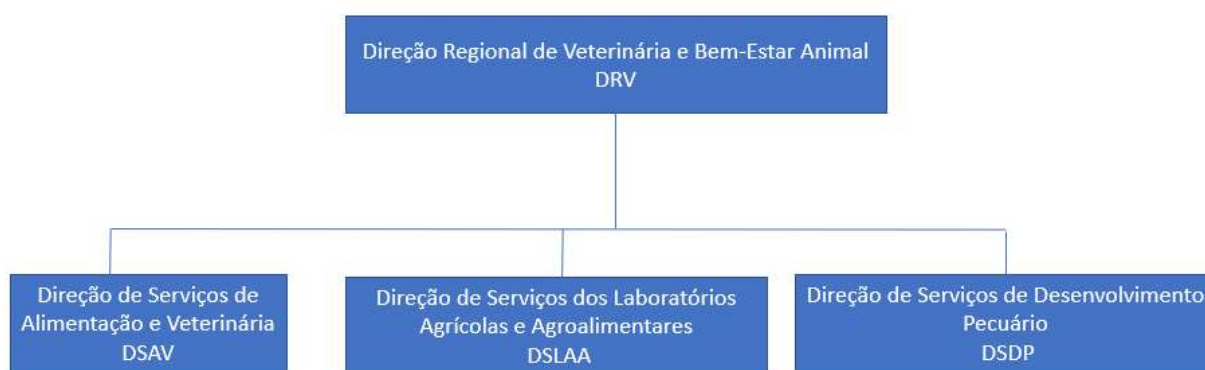 Direção Regional de Veterinária e Bem-Estar Animal
DRV
Direção de Serviços de
Alimentação e Veterinária
DSAV
Direção de Serviços dos Laboratórios
Agrícolas e Agroalimentares
DSLAA
Direção de Serviços de Desenvolvimento
Pecuário
DSDP